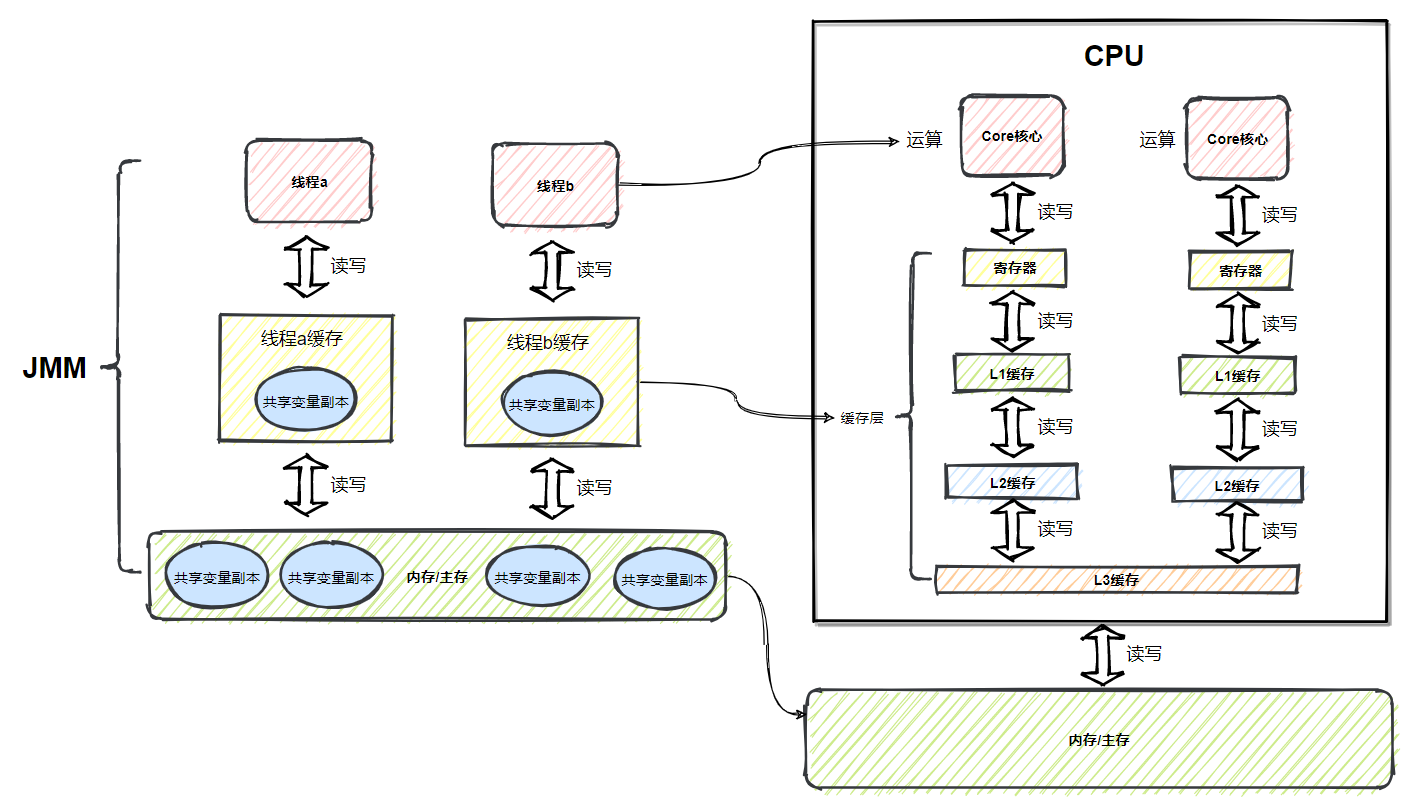 JMM
线程a
线程b
读写
读写
线程a缓存
线程b缓存
共享变量副本
共享变量副本
读写
读写
共享变量副本
共享变量副本
内存/主存
共享变量副本
共享变量副本
CPU
运算
Core核心
运算
Core核心
读写
读写
寄存器
寄存器
读写
读写
缓存层
L1缓存
L1缓存
读写
读写
L2缓存
L2缓存
读写
读写
L3缓存
读写
内存/主存